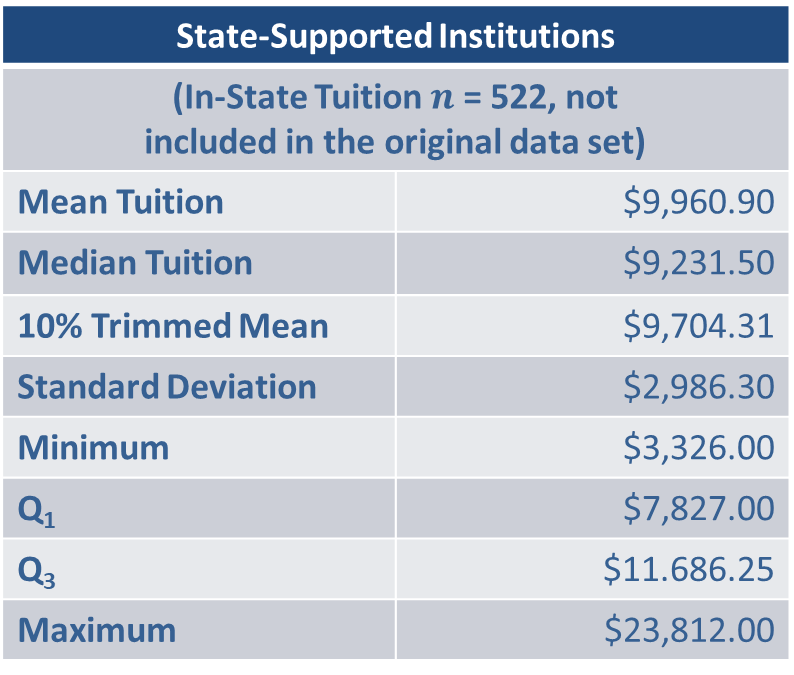 State-Supported Institutions
(In-State Tuition n = 522, not
included in the original data set)
Mean Tuition $9,960.90
Median Tuition $9,231.50
10% Trimmed Mean $9,704.31
Standard Deviation $2,986.30
Minimum $3,326.00
Q1 $7,827.00
Q3 $11.686.25
Maximum $23,812.00